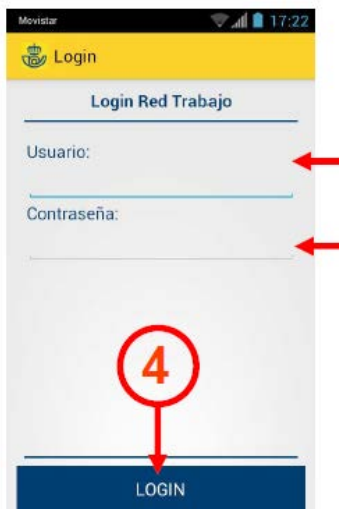 Movistar 17:22
Login
Login Red Trabajo
Usuario:
Contraseña:
4
LOGIN